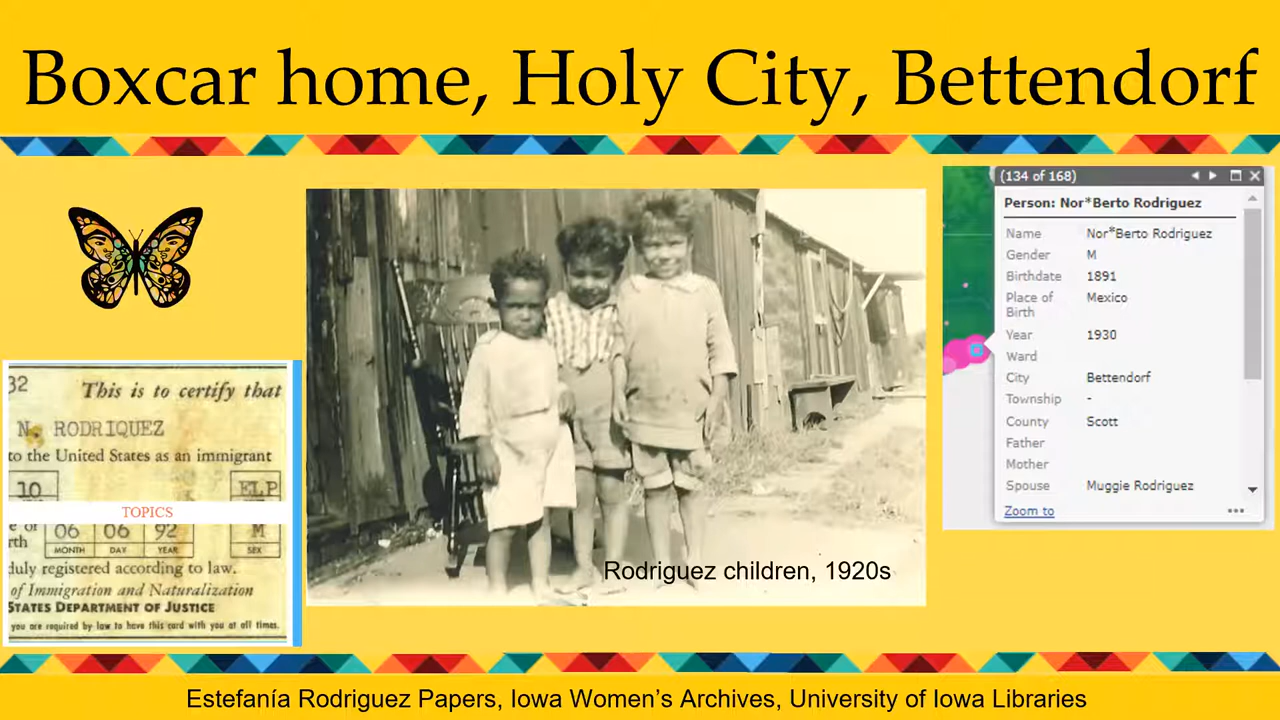 Boxcar home, Holy City, Bettendorf
32 This is to certify that
N. RODRIQUEZ
to the United States as an immigrant
10 ELP
TOPICS
06 06 92 M
MONTH DAY YEAR SEX
duly registered according to law.
of Immigration and Naturalization
STATES DEPARTMENT OF JUSTICE
you are required by law to have this card with you at all times.
Rodriguez children, 1920s
(134 of 168)
Person: Nor*Berto Rodriguez
Name Nor*Berto Rodriguez
Gender M
Birthdate 1891
Place of Birth Mexico
Year 1930
Ward
City Bettendorf
Township -
County Scott
Father
Mother
Spouse Muggie Rodriguez
Zoom to
Estefanía Rodriguez Papers, Iowa Women's Archives, University of Iowa Libraries